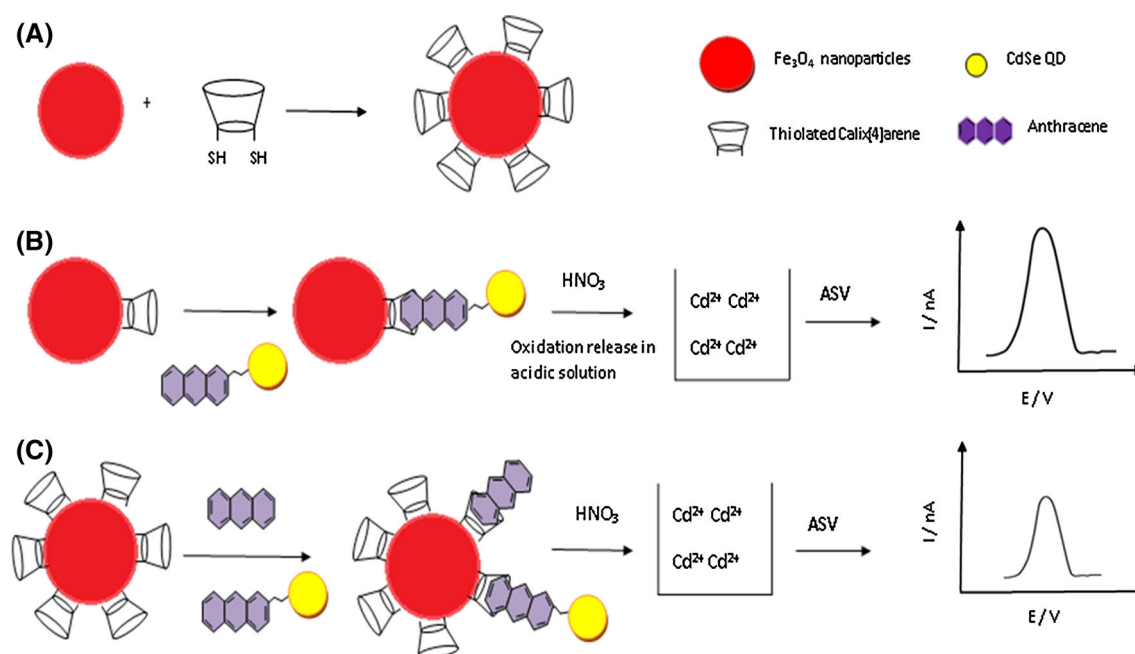 (A)
+
SH SH
Fe₃O₄ nanoparticles
CdSe QD
Thiolated Calix[4]arene
Anthracene
(B)
HNO₃
Oxidation release in
acidic solution
Cd²⁺ Cd²⁺
Cd²⁺ Cd²⁺
ASV
I / nA
E / V
(C)
HNO₃
Cd²⁺ Cd²⁺
Cd²⁺ Cd²⁺
ASV
I / nA
E / V